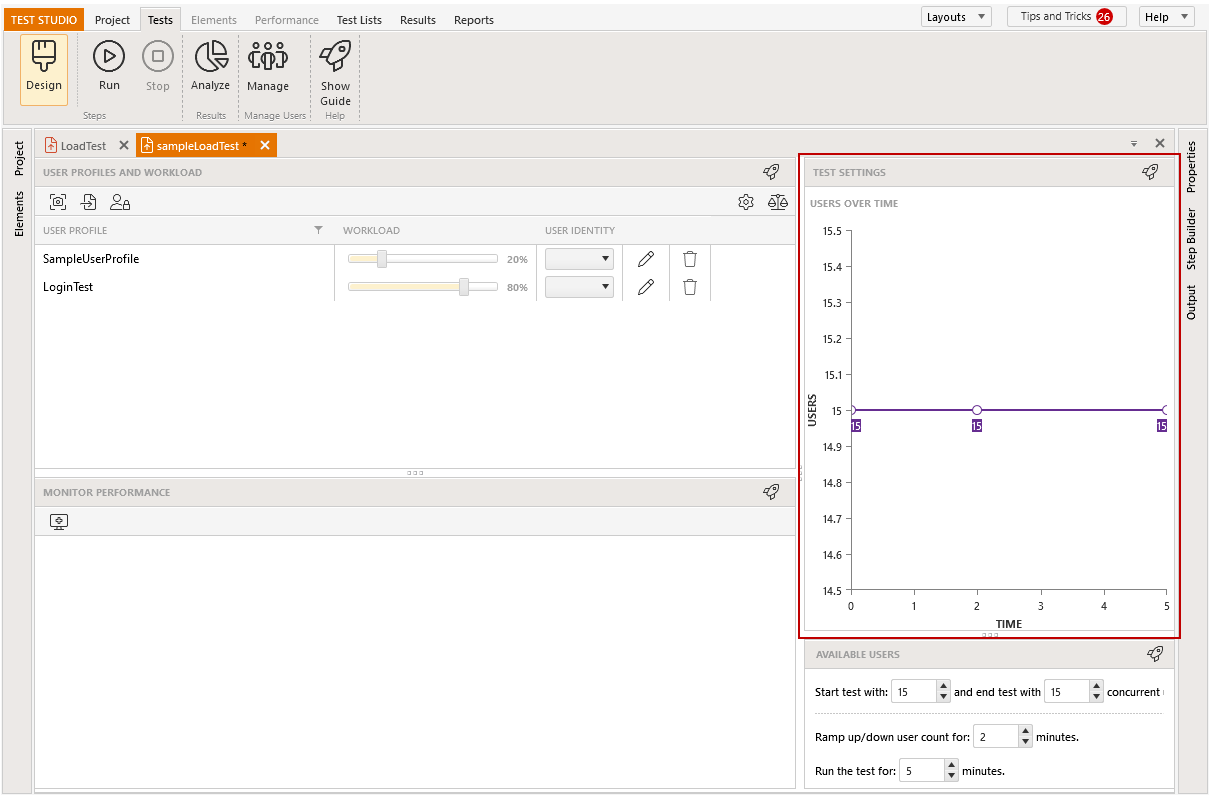 TEST STUDIO Project Tests Elements Performance Test Lists Results Reports Layouts Tips and Tricks 26 Help
Design Run Stop Analyze Manage Show Guide
Steps Results Manage Users Help
Project
Elements
LoadTest sampleLoadTest *
USER PROFILES AND WORKLOAD
USER PROFILE WORKLOAD USER IDENTITY
SampleUserProfile 20%
LoginTest 80%
MONITOR PERFORMANCE
TEST SETTINGS
USERS OVER TIME
15.5
15.4
15.3
15.2
15.1
15
14.9
14.8
14.7
14.6
14.5
USERS
15 15 15
0 1 2 3 4 5
TIME
AVAILABLE USERS
Start test with: 15 and end test with 15 concurrent
Ramp up/down user count for: 2 minutes.
Run the test for: 5 minutes.
Properties
Step Builder
Output